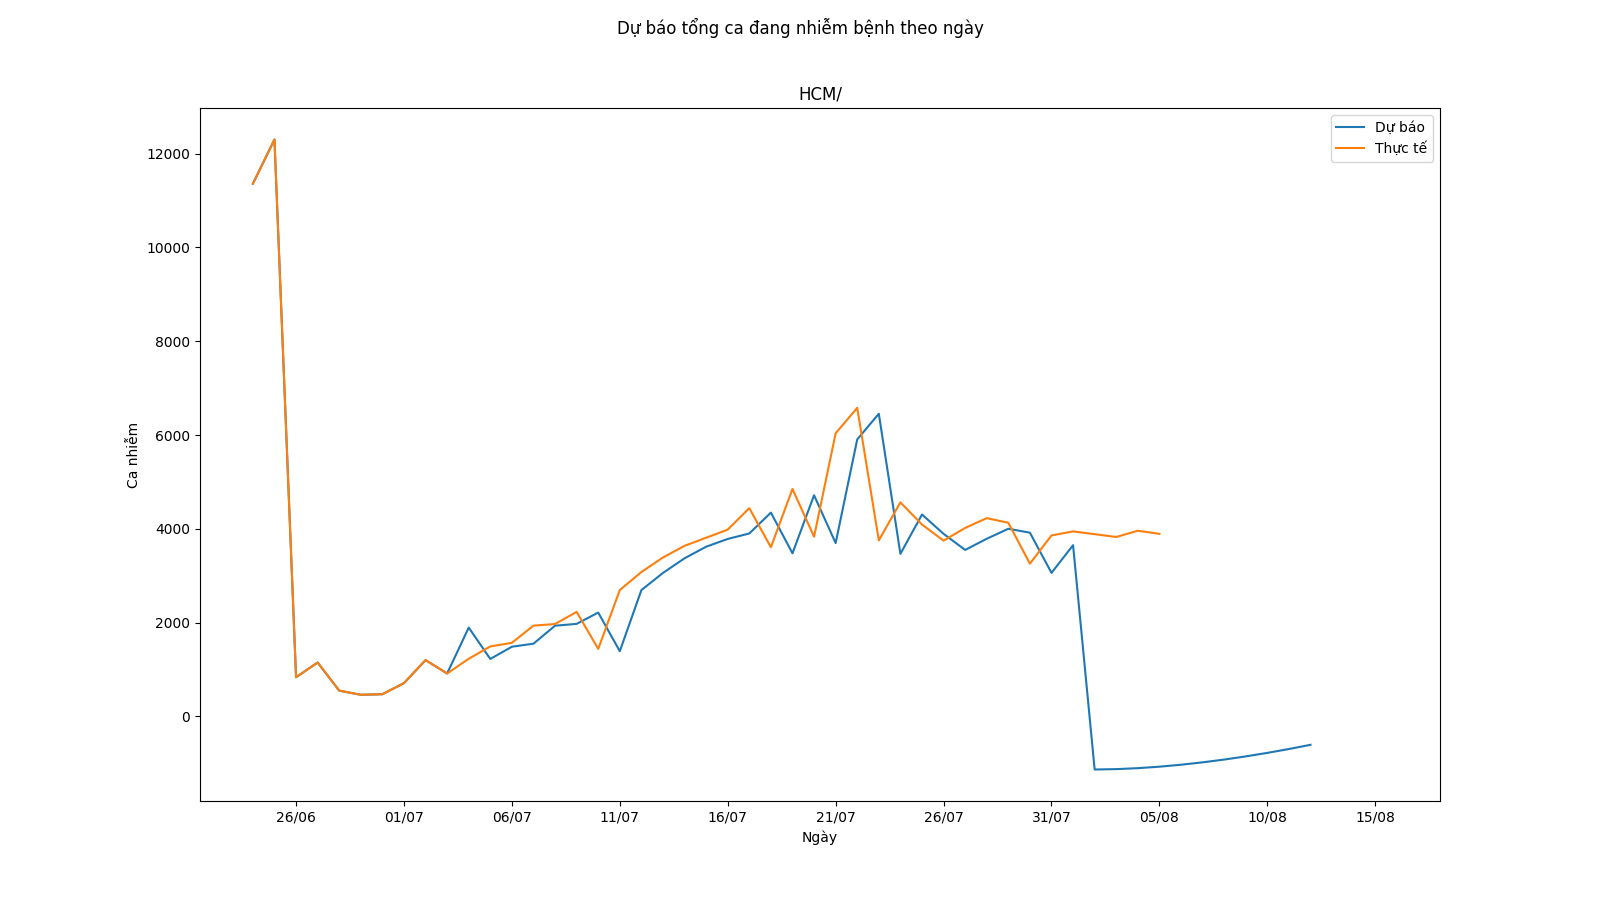 Dự báo tổng ca đang nhiễm bệnh theo ngày
HCM/
Dự báo
Thực tế
12000
10000
8000
6000
4000
2000
0
Ca nhiễm
26/06 01/07 06/07 11/07 16/07 21/07 26/07 31/07 05/08 10/08 15/08
Ngày